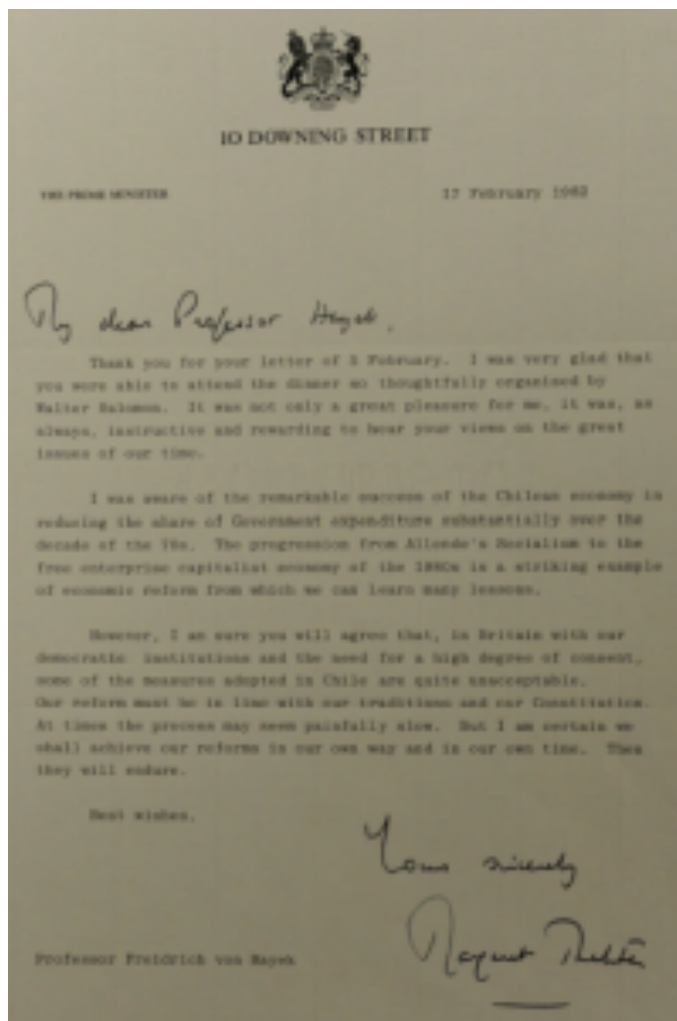 10 DOWNING STREET
THE PRIME MINISTER
17 February 1982
My dear Professor Hayek,
Thank you for your letter of 5 February. I was very glad that
you were able to attend the dinner so thoughtfully organised by
Walter Salomon. It was not only a great pleasure for me, it was, as
always, instructive and rewarding to hear your views on the great
issues of our time.
I was aware of the remarkable success of the Chilean economy in
reducing the share of Government expenditure substantially over the
decade of the 70s. The progression from Allende's Socialism to the
free enterprise capitalist economy of the 1980s is a striking example
of economic reform from which we can learn many lessons.
However, I am sure you will agree that, in Britain with our
democratic institutions and the need for a high degree of consent,
some of the measures adopted in Chile are quite unacceptable.
Our reform must be in line with our traditions and our Constitution.
At times the process may seem painfully slow. But I am certain we
shall achieve our reforms in our own way and in our own time. Then
they will endure.
Best wishes,
Yours sincerely
Margaret Thatcher
Professor Freidrich von Hayek